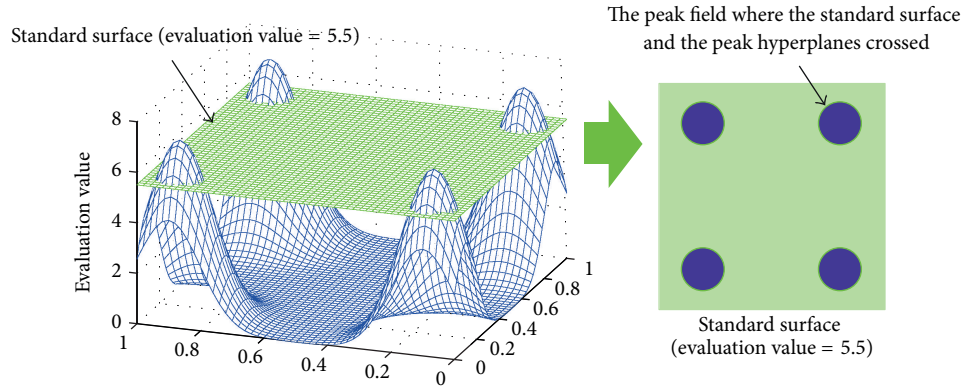 The peak field where the standard surface
and the peak hyperplanes crossed
Standard surface (evaluation value = 5.5)
8
6
4
2
0
Evaluation value
1
0.8
0.6
0.4
0.2
0
0
0.2
0.4
0.6
0.8
1
Standard surface
(evaluation value = 5.5)